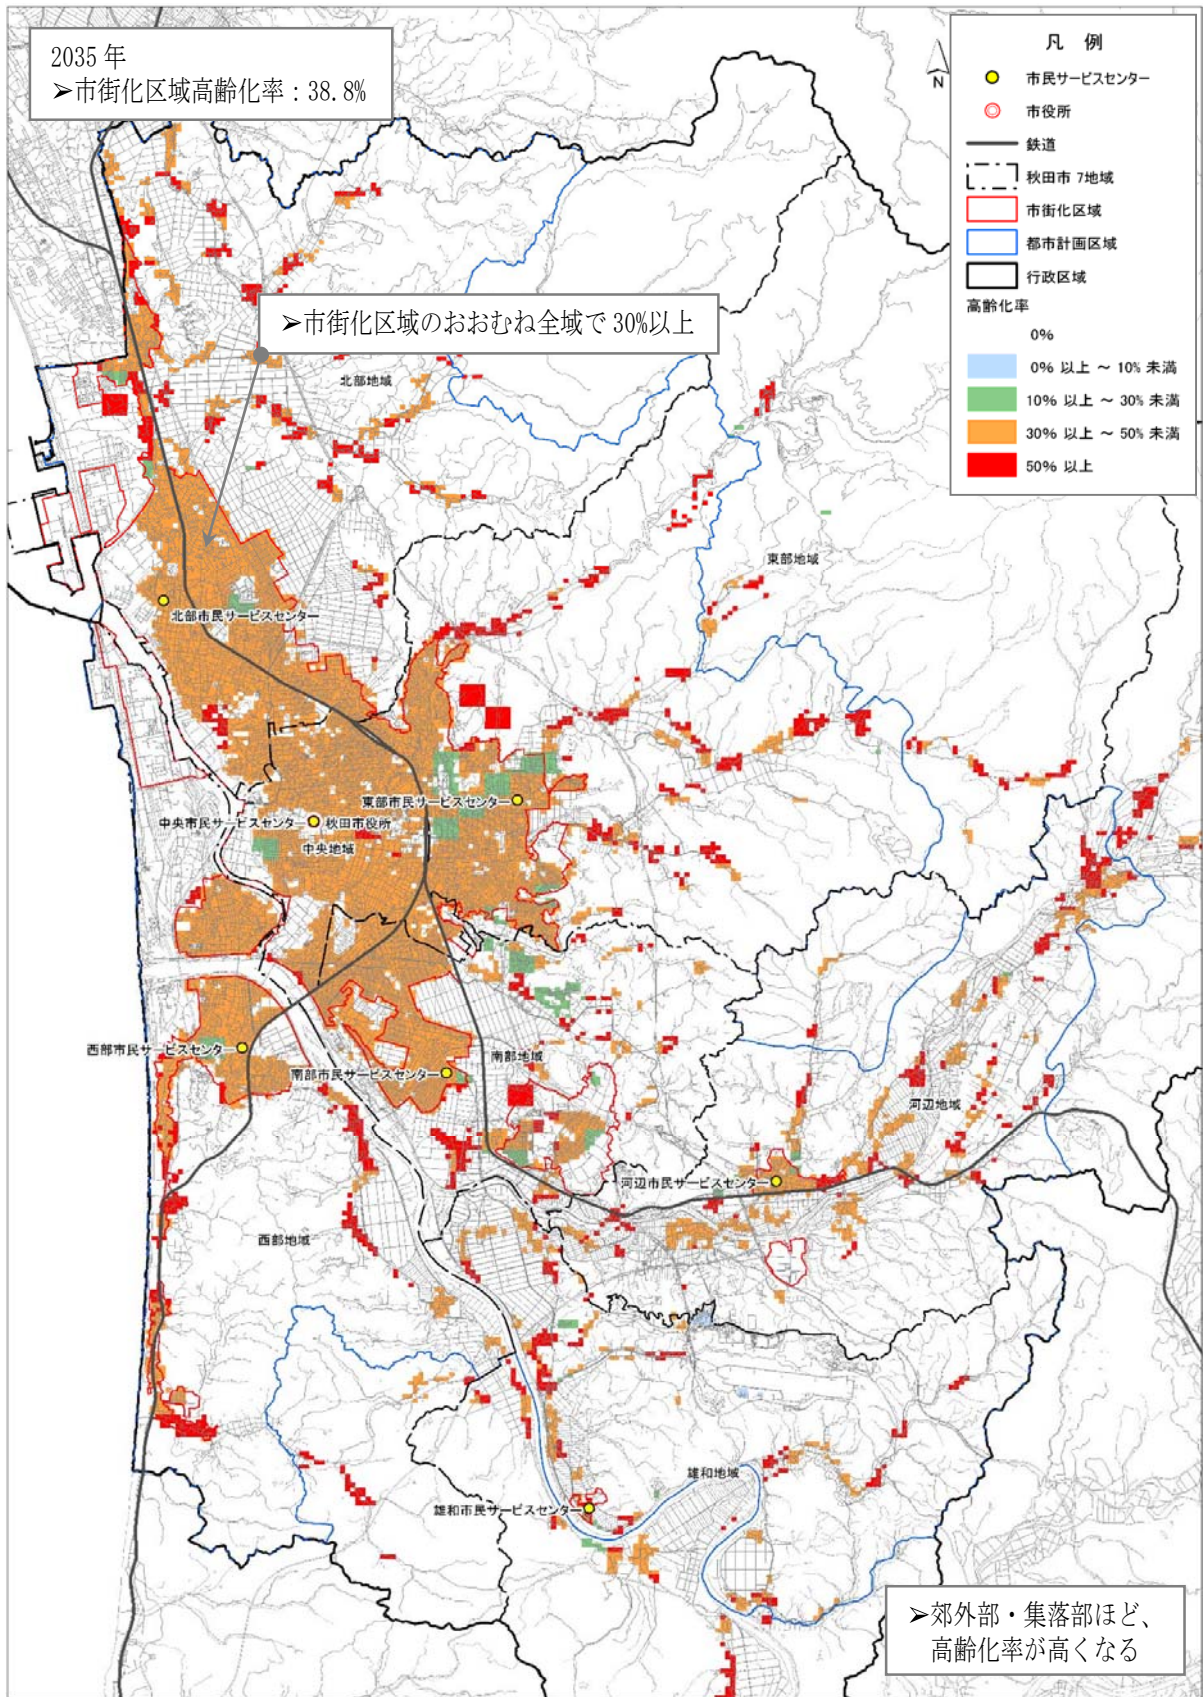 2035 年
➢市街化区域高齢化率：38.8%
凡 例
市民サービスセンター
市役所
鉄道
秋田市 7地域
市街化区域
都市計画区域
行政区域
高齢化率
0%
0% 以上 ～ 10% 未満
10% 以上 ～ 30% 未満
30% 以上 ～ 50% 未満
50% 以上
N
➢市街化区域のおおむね全域で 30%以上
北部地域
東部地域
北部市民サービスセンター
東部市民サービスセンター
中央市民サービスセンター
秋田市役所
中央地域
西部市民サービスセンター
南部地域
南部市民サービスセンター
河辺地域
河辺市民サービスセンター
西部地域
雄和地域
雄和市民サービスセンター
➢郊外部・集落部ほど、
高齢化率が高くなる